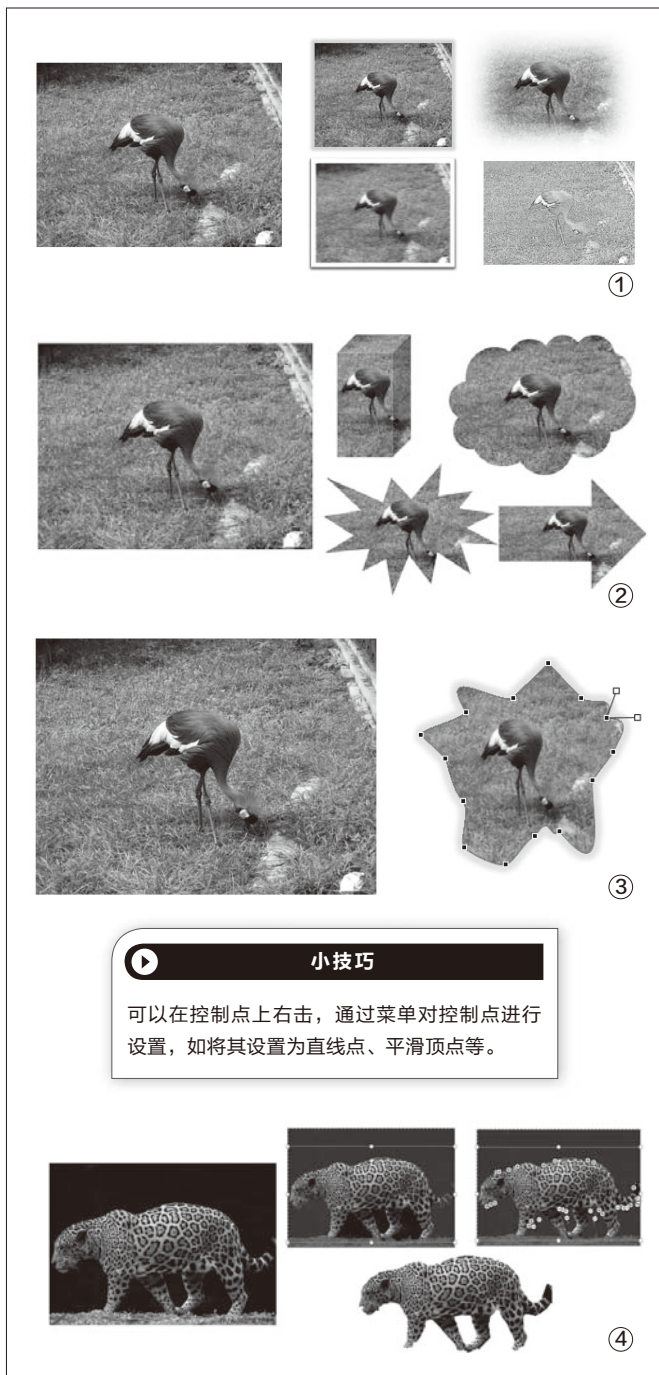 ①
②
③
小技巧
可以在控制点上右击，通过菜单对控制点进行
设置，如将其设置为直线点、平滑顶点等。
④